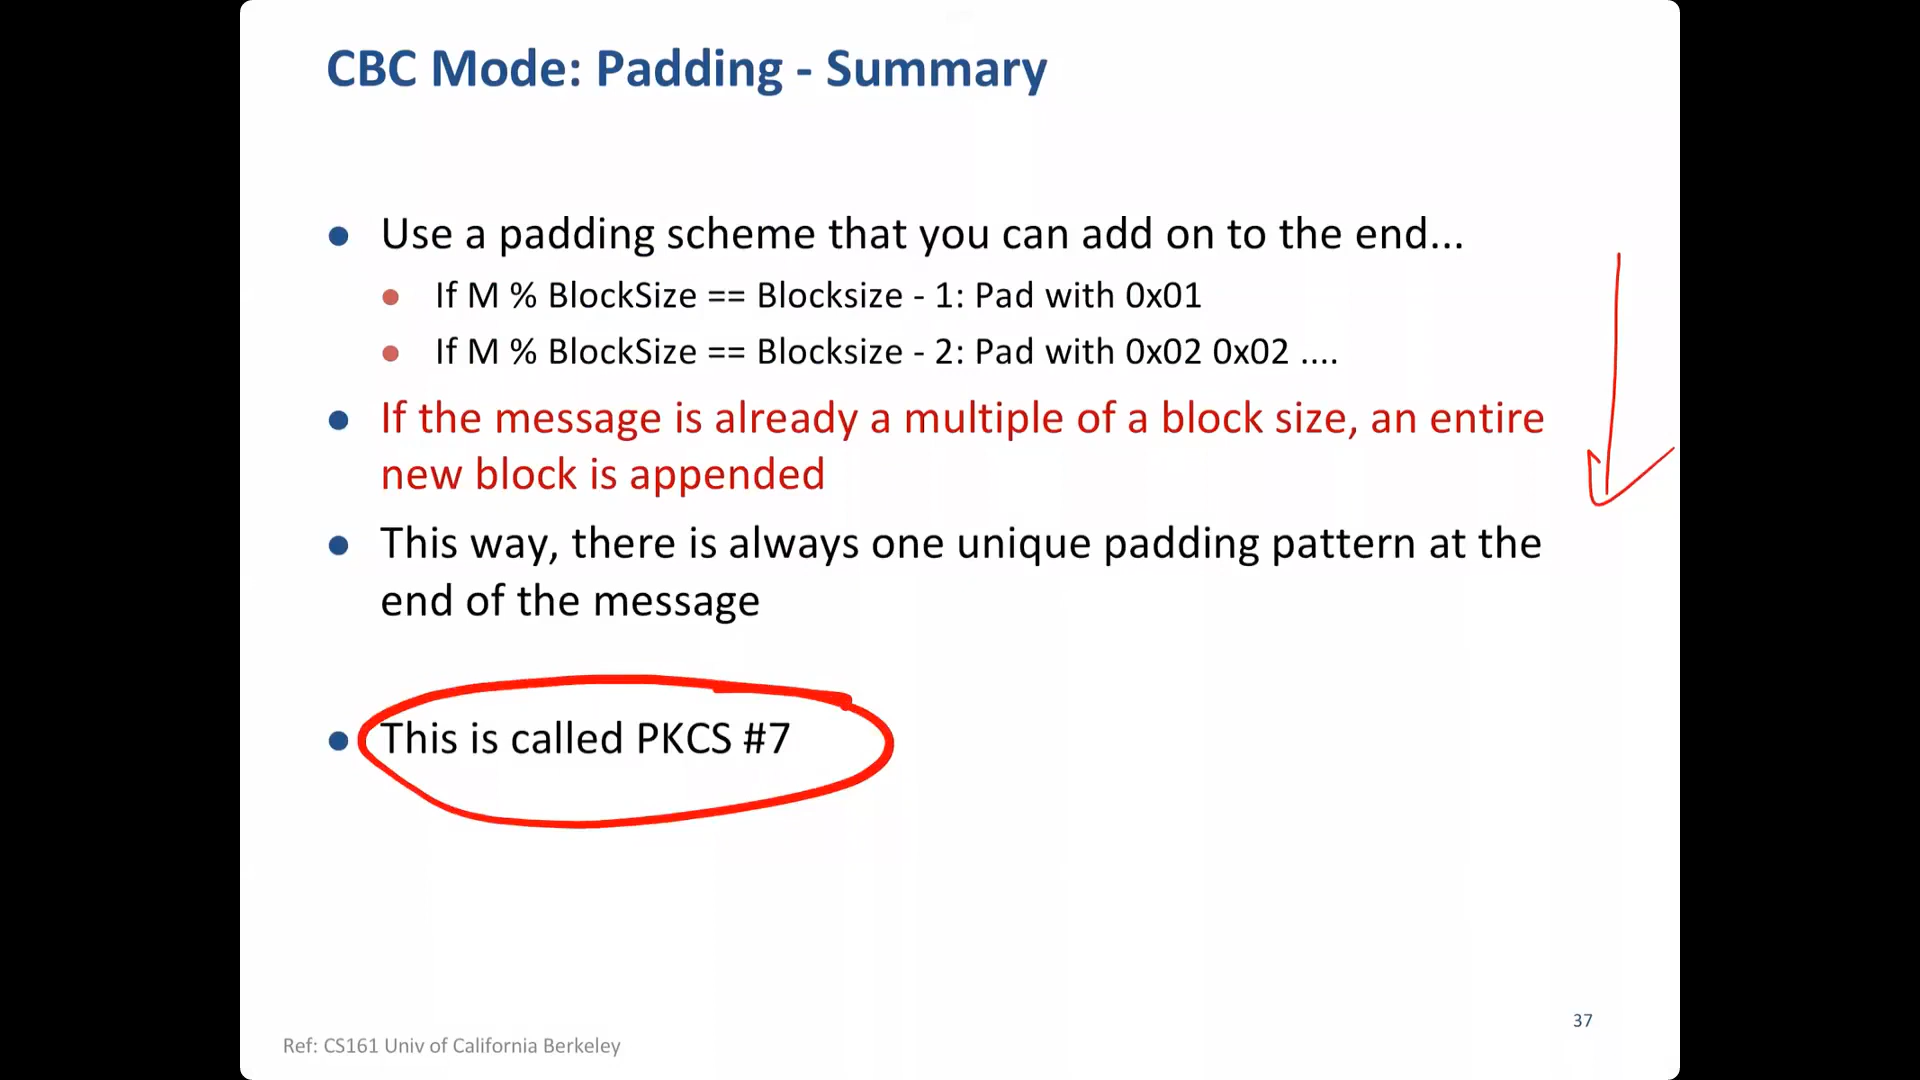 CBC Mode: Padding - Summary
● Use a padding scheme that you can add on to the end...
● If M % BlockSize == Blocksize - 1: Pad with 0x01
● If M % BlockSize == Blocksize - 2: Pad with 0x02 0x02 ....
● If the message is already a multiple of a block size, an entire
new block is appended
● This way, there is always one unique padding pattern at the
end of the message
● This is called PKCS #7
37
Ref: CS161 Univ of California Berkeley